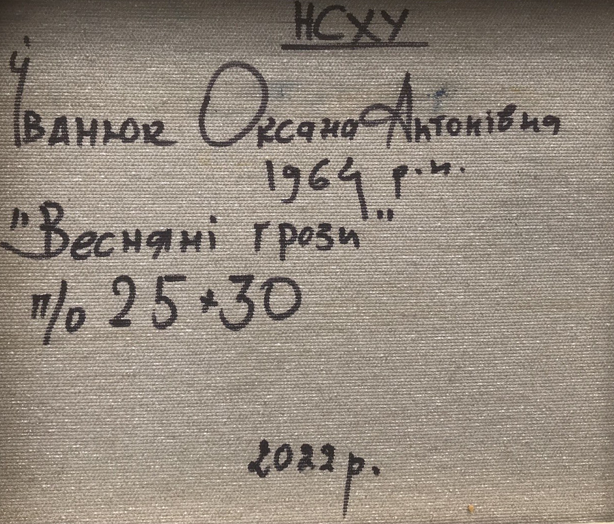 НСХУ
Іванюк Оксана Антонівна
1964 р.н.
"Весняні грози"
п/о 25*30
2022 р.